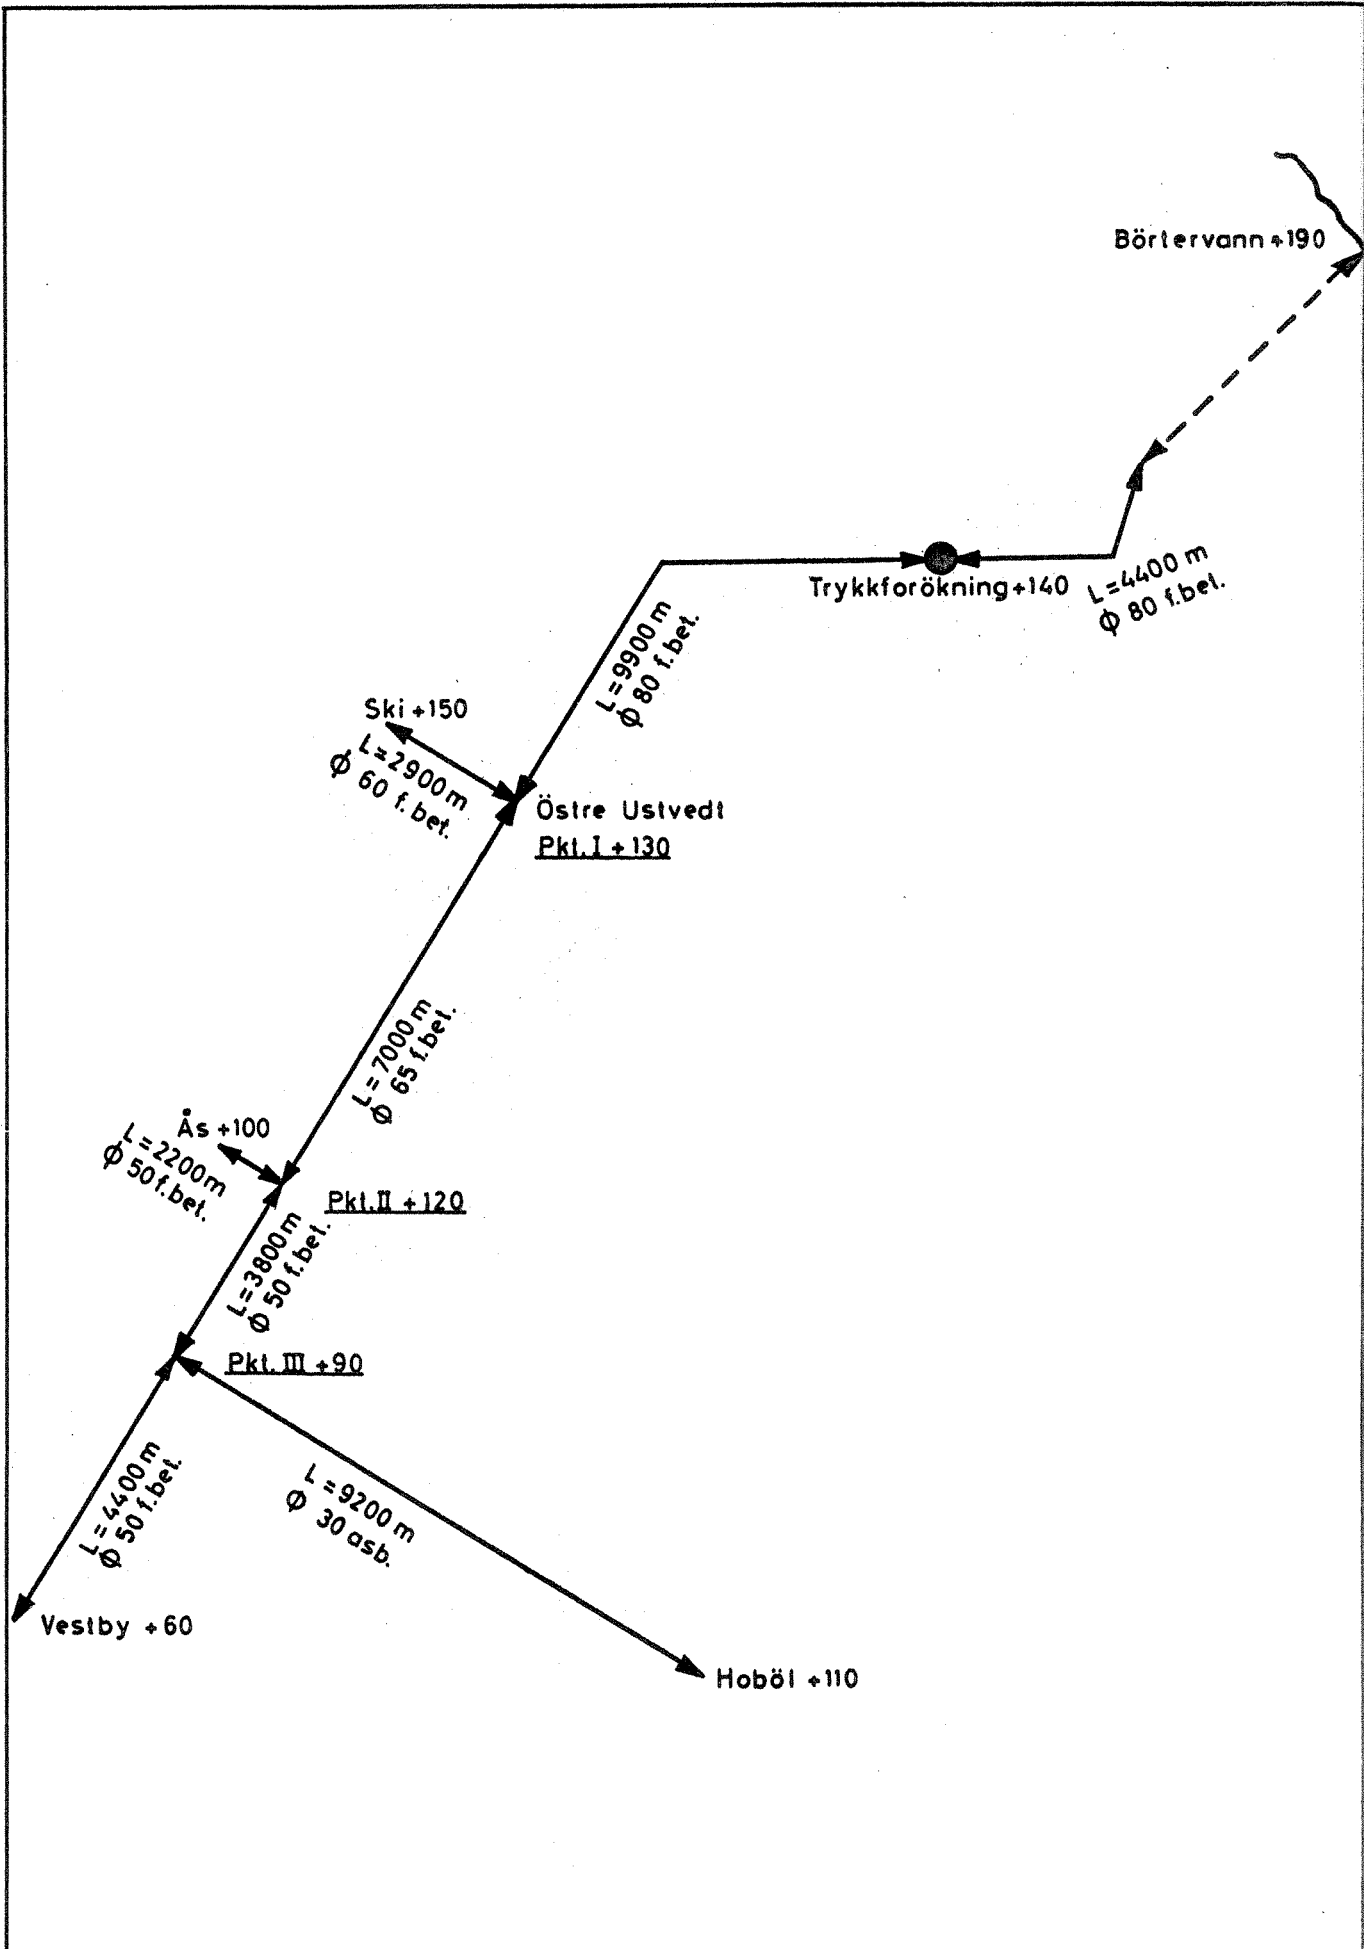 Börtervann +190
Trykkforökning +140
L=4400 m
ϕ 80 f.bet.
L=9900 m
ϕ 80 f.bet.
Ski +150
L=2900 m
ϕ 60 f.bet.
Östre Ustvedt
Pkt. I +130
L=7000 m
ϕ 65 f.bet.
Ås +100
L=2200 m
ϕ 50 f.bet.
Pkt. II +120
L=3800 m
ϕ 50 f.bet.
Pkt. III +90
L=4400 m
ϕ 50 f.bet.
L=9200 m
ϕ 30 asb.
Vestby +60
Hoböl +110